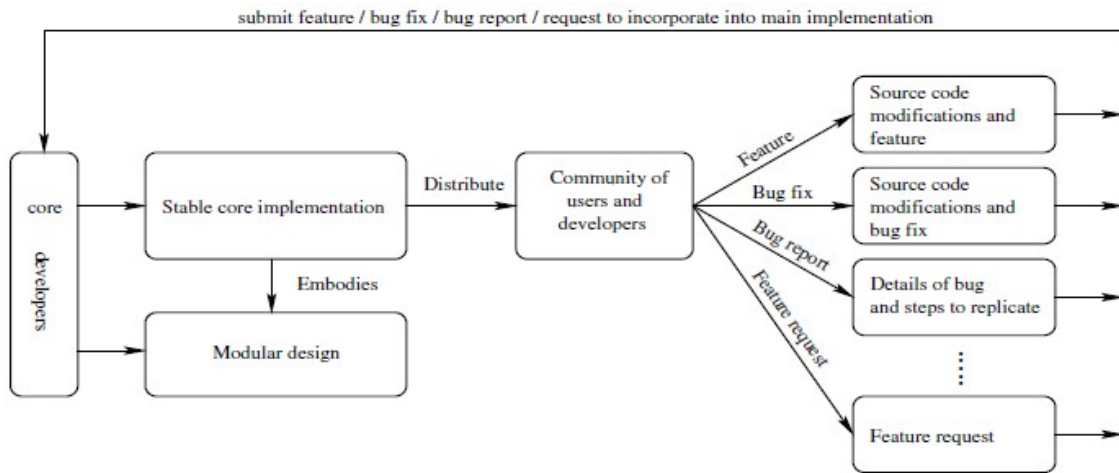 submit feature / bug fix / bug report / request to incorporate into main implementation
core
developers
Stable core implementation
Embodies
Modular design
Distribute
Community of
users and
developers
Feature
Source code
modifications and
feature
Bug fix
Source code
modifications and
bug fix
Bug report
Details of bug
and steps to replicate
Feature request
Feature request